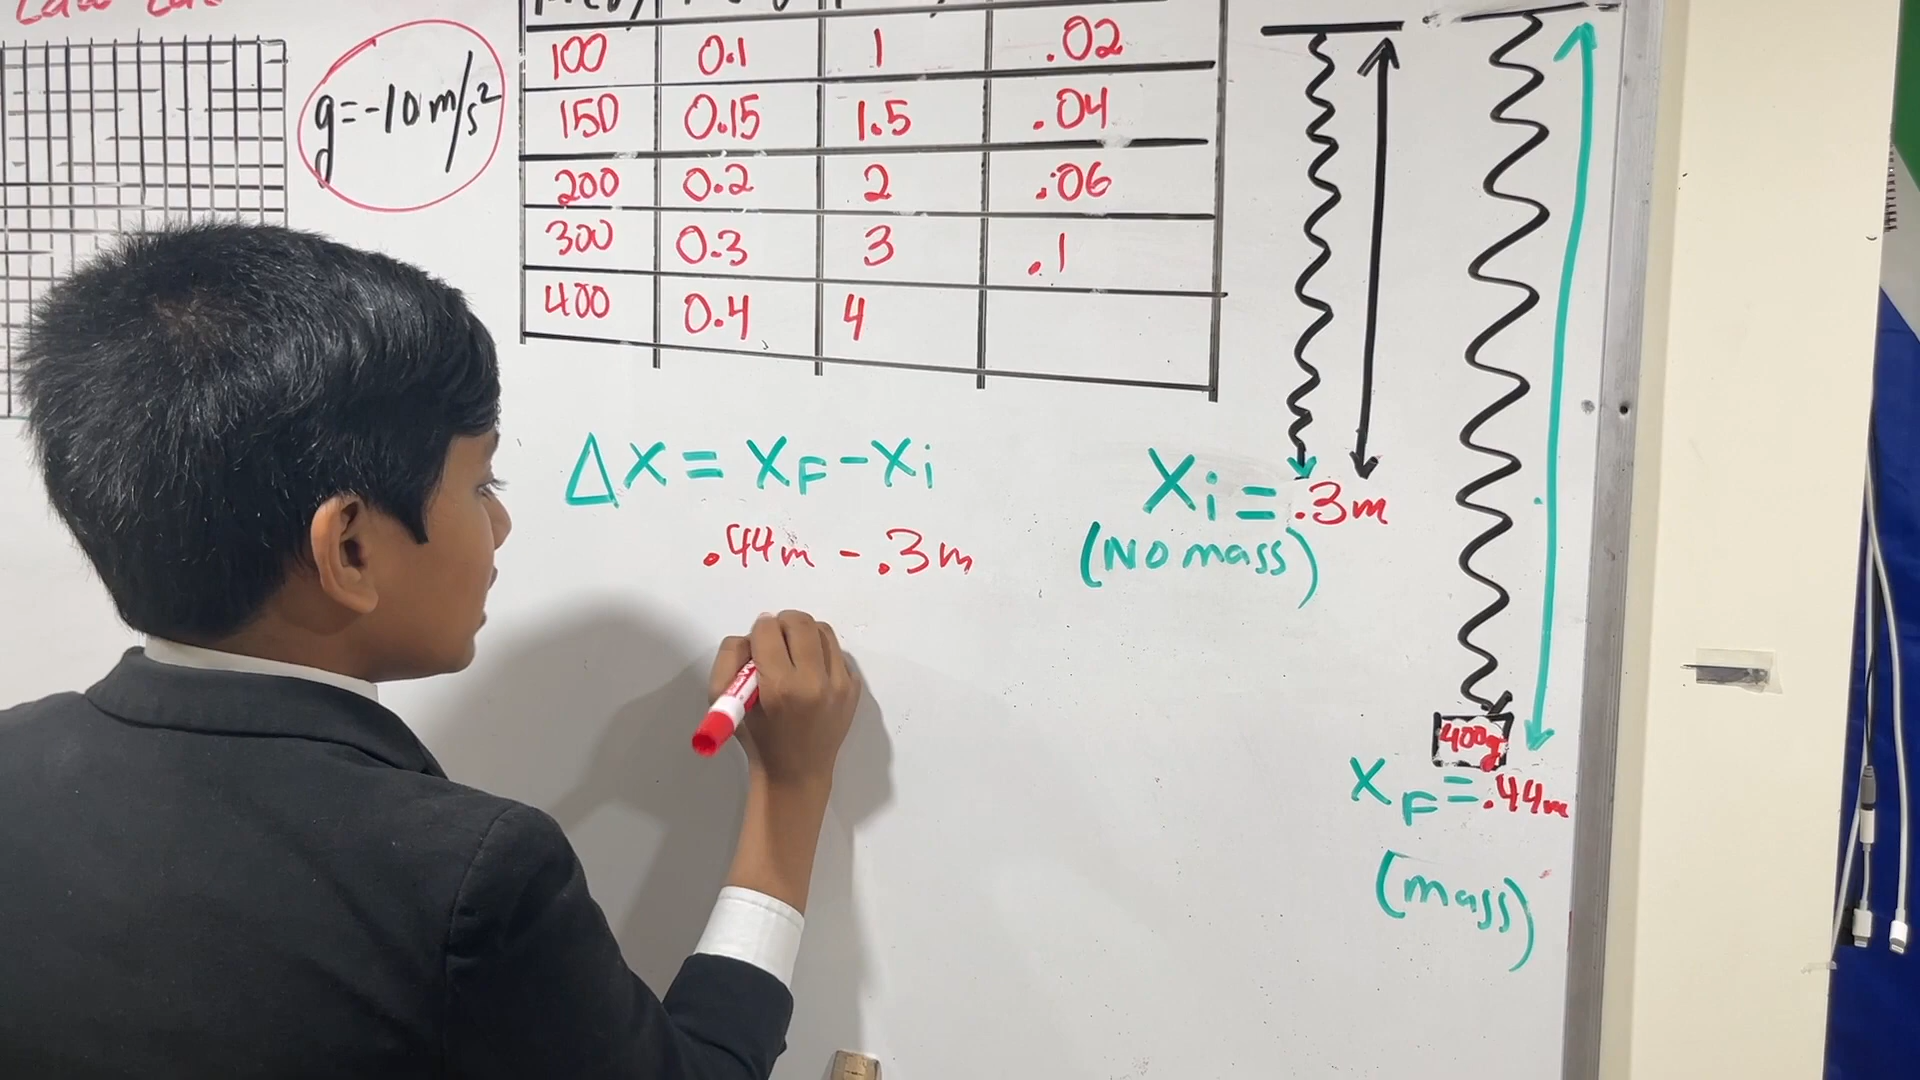 g=-10m/s²
100 0.1 1 .02
150 0.15 1.5 .04
200 0.2 2 .06
300 0.3 3 .1
400 0.4 4
Δx = xF - xi
.44m - .3m
xi = .3m
(No mass)
400g
xF = .44m
(mass)